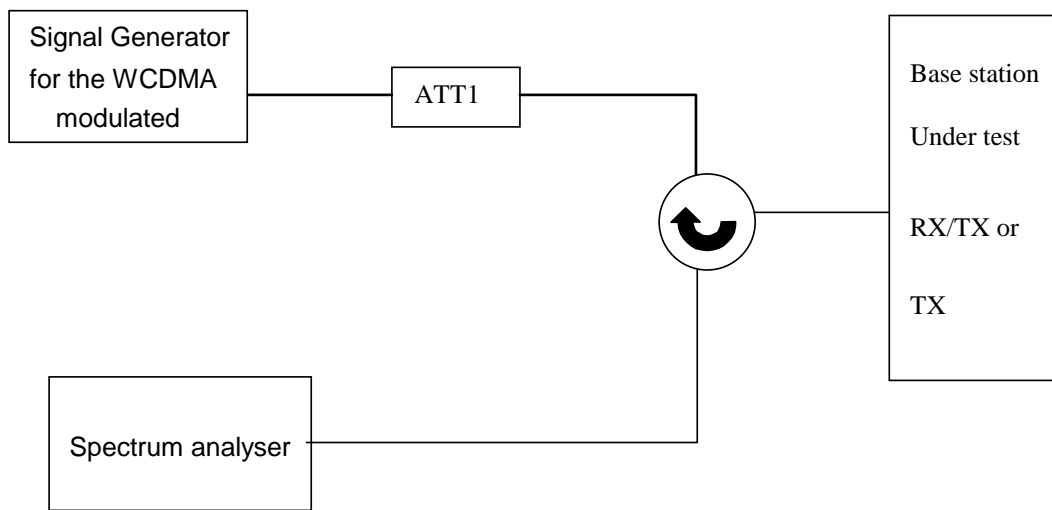 Signal Generator
for the WCDMA
modulated
ATT1
Base station
Under test
RX/TX or
TX
Spectrum analyser